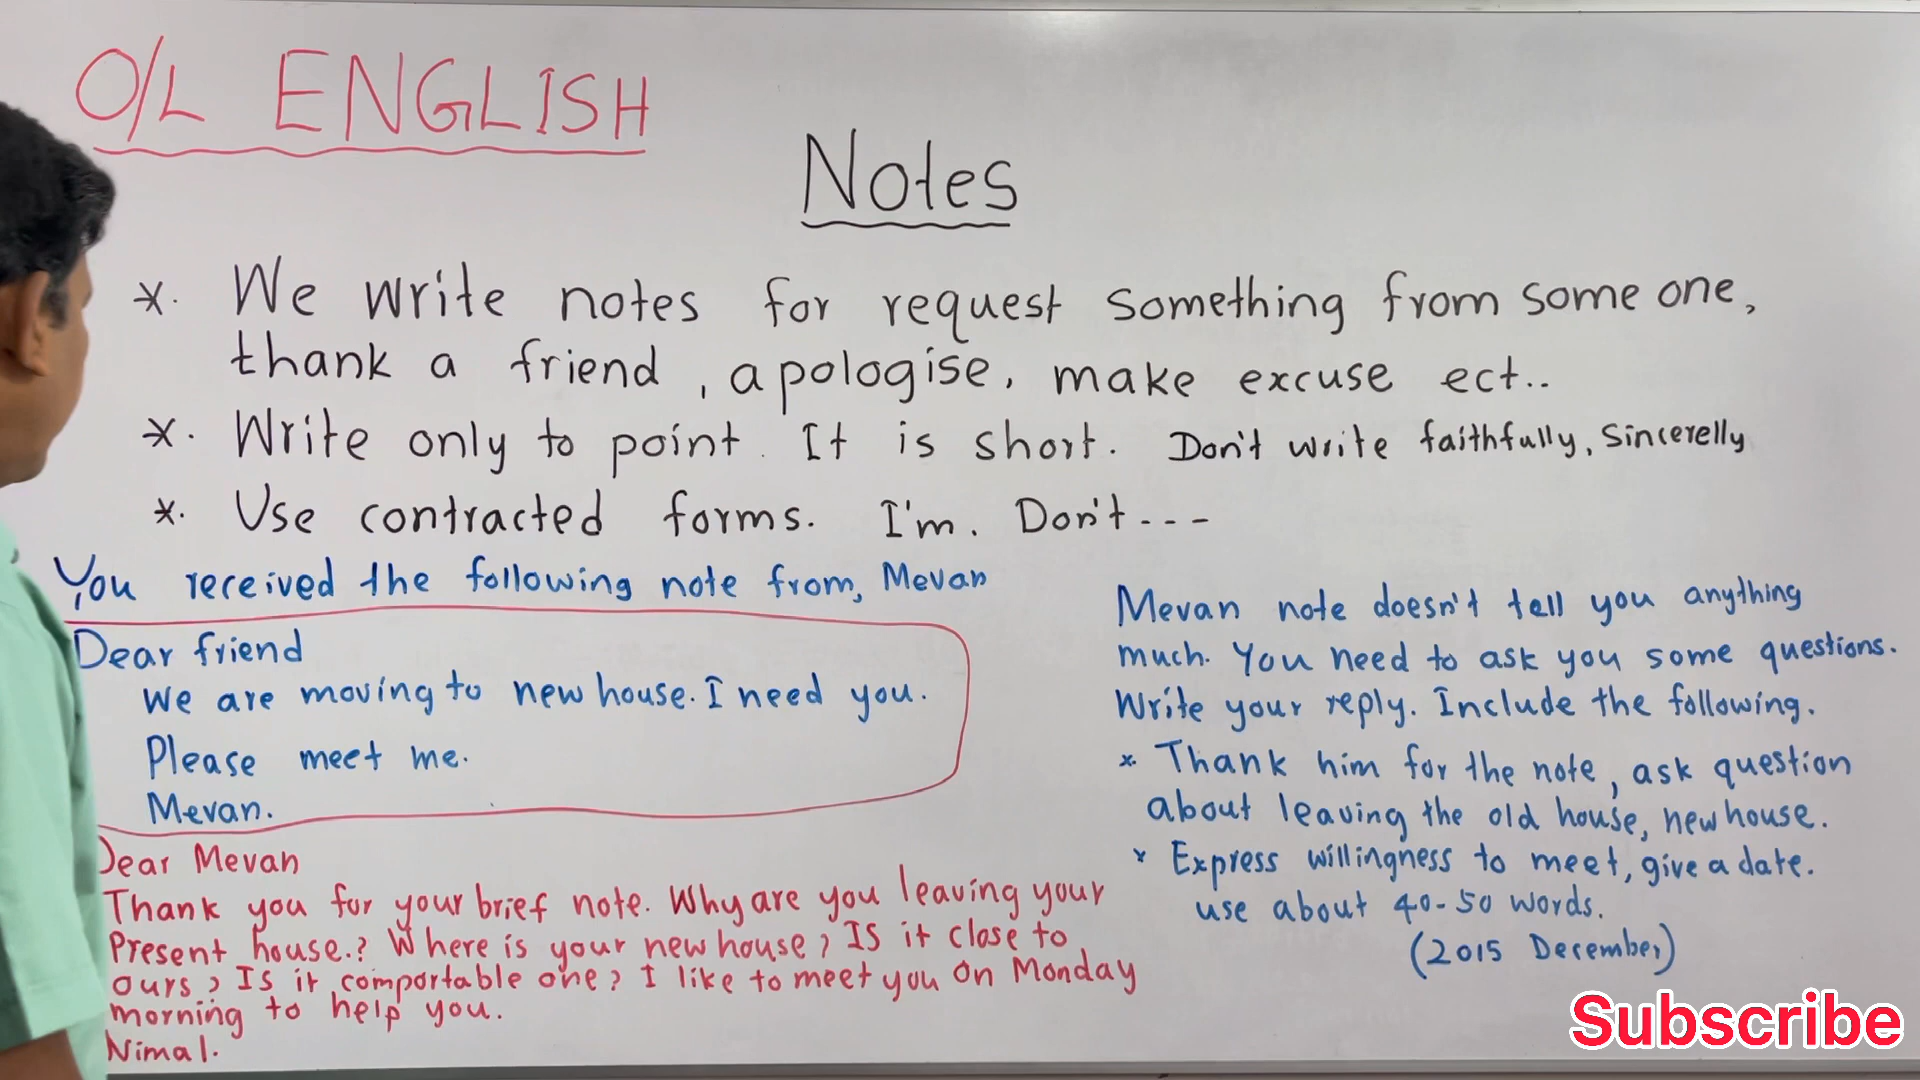 O/L ENGLISH
Notes
*. We write notes for request something from some one,
thank a friend, apologise, make excuse ect..
*. Write only to point. It is short. Don't write faithfully, Sincerelly
*. Use contracted forms. I'm. Don't ---
You received the following note from, Mevan
Dear friend
We are moving to new house. I need you.
Please meet me.
Mevan.
Dear Mevan
Thank you for your brief note. Why are you leaving your
Present house.? Where is your new house? Is it close to
ours? Is it comportable one? I like to meet you on Monday
morning to help you.
Nimal.
Mevan note doesn't tell you anything
much. You need to ask you some questions.
Write your reply. Include the following.
* Thank him for the note, ask question
about leaving the old house, new house.
* Express willingness to meet, give a date.
use about 40-50 words.
(2015 December)
Subscribe